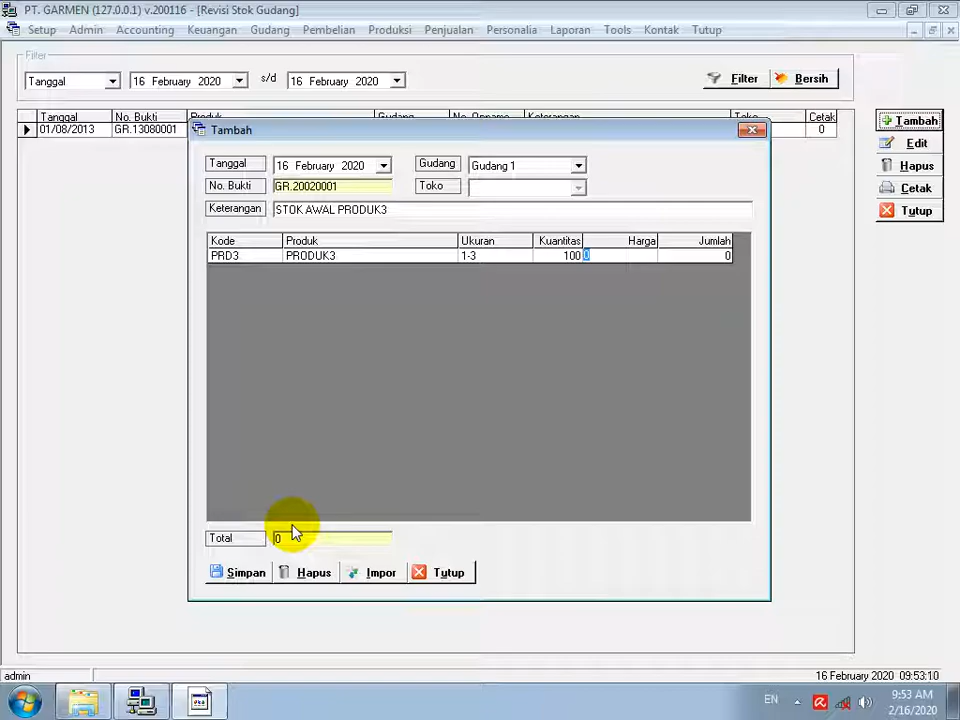 PT. GARMEN (127.0.0.1) v.200116 - [Revisi Stok Gudang]
Setup Admin Accounting Keuangan Gudang Pembelian Produksi Penjualan Personalia Laporan Tools Kontak Tutup
Filter
Tanggal 16 February 2020 s/d 16 February 2020 Filter Bersih
Tanggal No. Bukti Produk Gudang No. Opname Keterangan Toko Cetak
01/08/2013 GR.13080001 0
Tambah
Edit
Hapus
Cetak
Tutup
Tambah
Tanggal 16 February 2020 Gudang Gudang 1
No. Bukti GR.20020001 Toko
Keterangan STOK AWAL PRODUK3
Kode Produk Ukuran Kuantitas Harga Jumlah
PRD3 PRODUK3 1-3 100 0 0
Total 0
Simpan Hapus Impor Tutup
admin 16 February 2020 09:53:10
EN 9:53 AM
2/16/2020